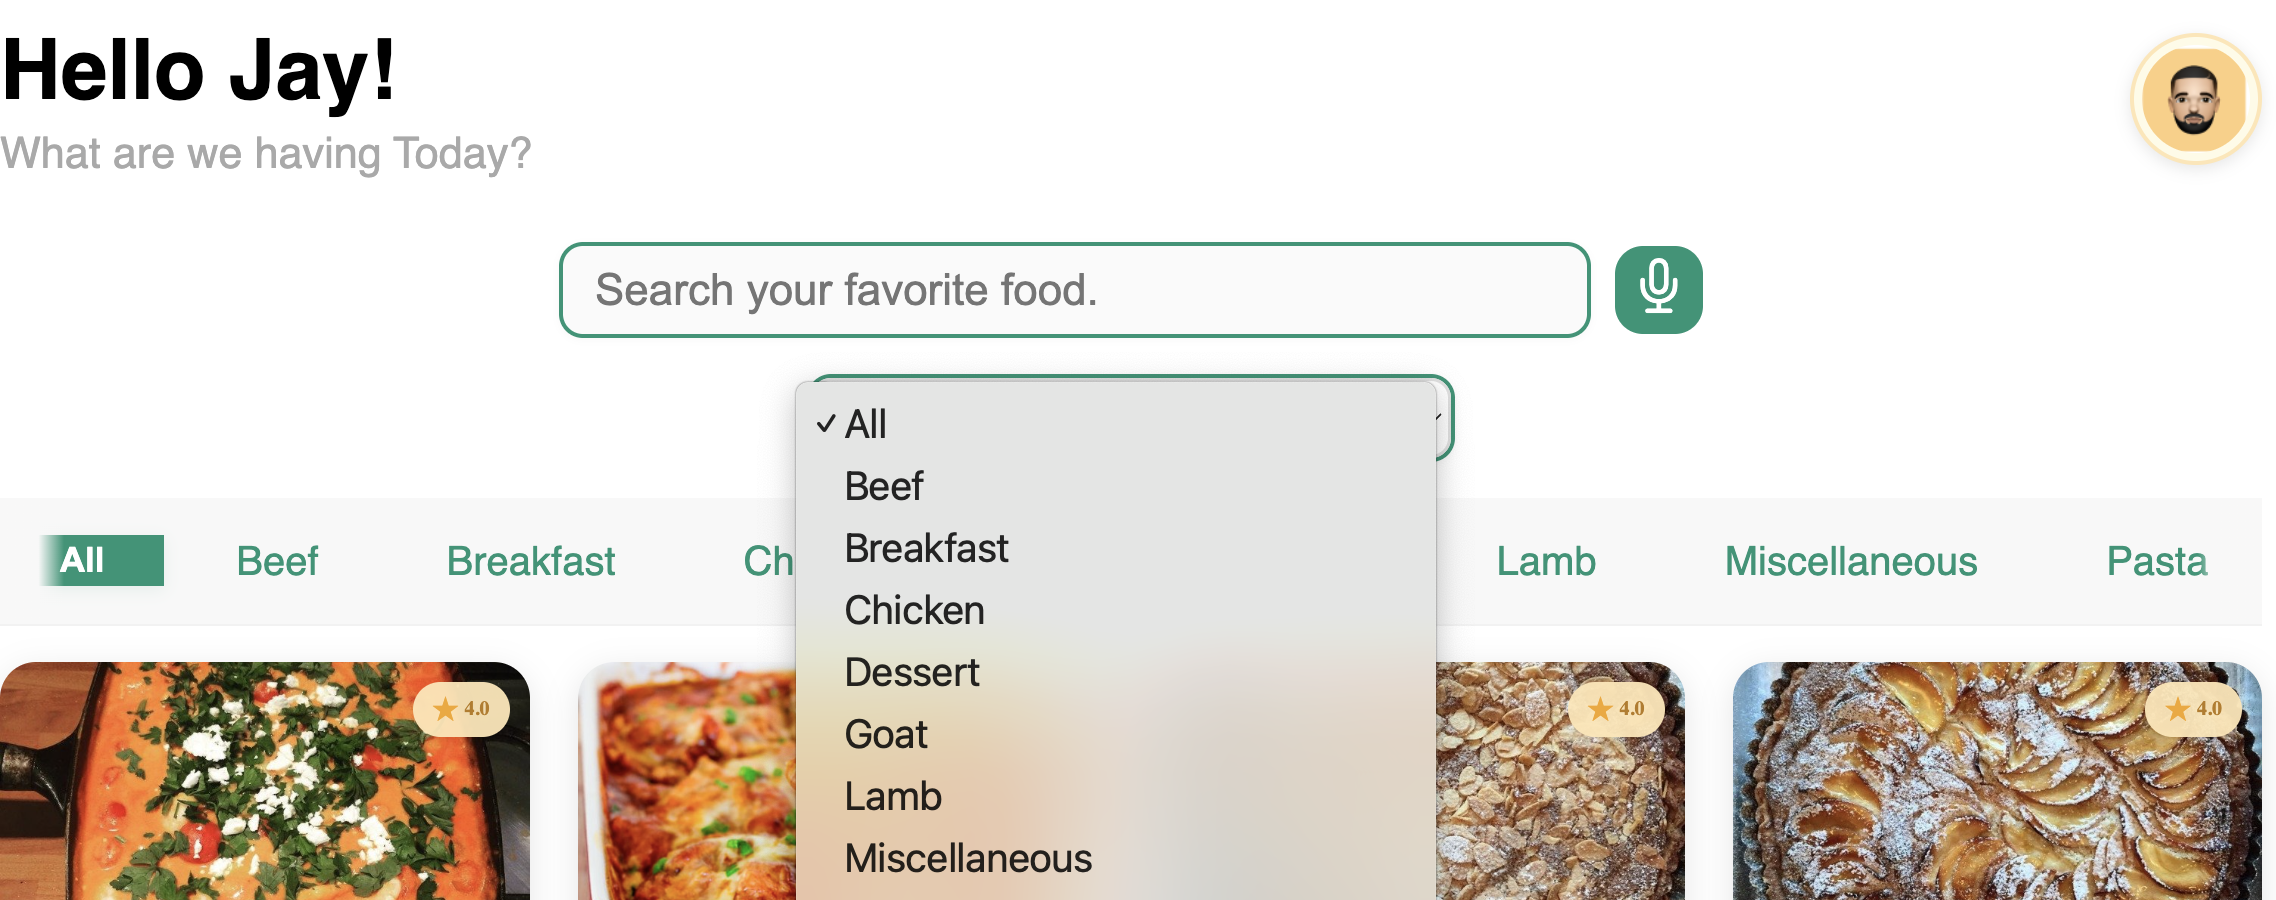 Hello Jay!
What are we having Today?
Search your favorite food.
✓ All
Beef
Breakfast
Chicken
Dessert
Goat
Lamb
Miscellaneous
All Beef Breakfast Ch Lamb Miscellaneous Pasta
★ 4.0
★ 4.0
★ 4.0